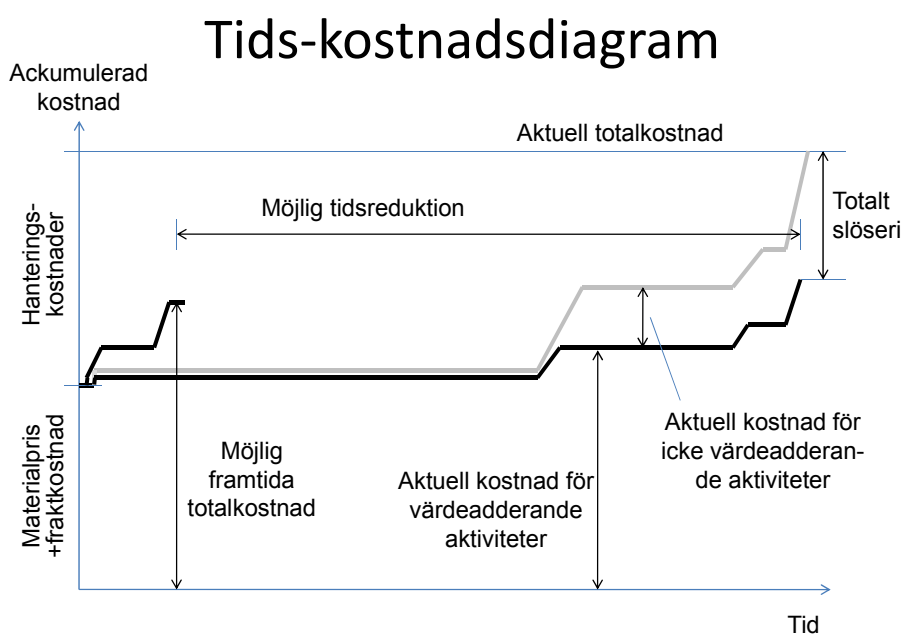 Tids-kostnadsdiagram
Ackumulerad
kostnad
Aktuell totalkostnad
Möjlig tidsreduktion
Totalt
slöseri
Hanterings-
kostnader
Materialpris
+fraktkostnad
Möjlig
framtida
totalkostnad
Aktuell kostnad för
värdeadderande
aktiviteter
Aktuell kostnad för
icke värdeadderan-
de aktiviteter
Tid